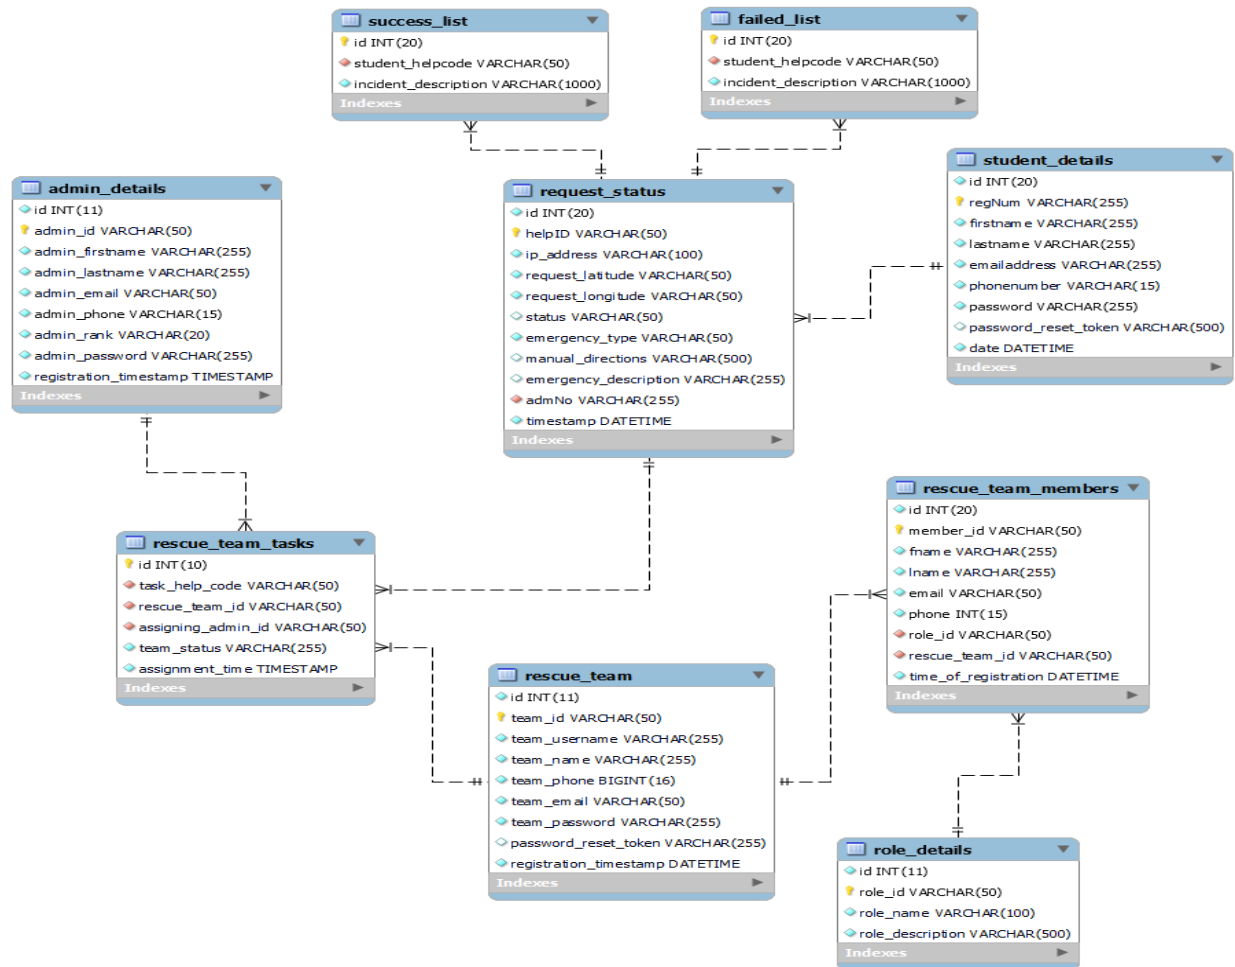 success_list
id INT(20)
student_helpcode VARCHAR(50)
incident_description VARCHAR(1000)
Indexes
failed_list
id INT(20)
student_helpcode VARCHAR(50)
incident_description VARCHAR(1000)
Indexes
admin_details
id INT(11)
admin_id VARCHAR(50)
admin_firstname VARCHAR(255)
admin_lastname VARCHAR(255)
admin_email VARCHAR(50)
admin_phone VARCHAR(15)
admin_rank VARCHAR(20)
admin_password VARCHAR(255)
registration_timestamp TIMESTAMP
Indexes
request_status
id INT(20)
helpID VARCHAR(50)
ip_address VARCHAR(100)
request_latitude VARCHAR(50)
request_longitude VARCHAR(50)
status VARCHAR(50)
emergency_type VARCHAR(50)
manual_directions VARCHAR(500)
emergency_description VARCHAR(255)
admNo VARCHAR(255)
timestamp DATETIME
Indexes
student_details
id INT(20)
regNum VARCHAR(255)
firstname VARCHAR(255)
lastname VARCHAR(255)
emailaddress VARCHAR(255)
phonenumber VARCHAR(15)
password VARCHAR(255)
password_reset_token VARCHAR(500)
date DATETIME
Indexes
rescue_team_tasks
id INT(10)
task_help_code VARCHAR(50)
rescue_team_id VARCHAR(50)
assigning_admin_id VARCHAR(50)
team_status VARCHAR(255)
assignment_time TIMESTAMP
Indexes
rescue_team_members
id INT(20)
member_id VARCHAR(50)
fname VARCHAR(255)
lname VARCHAR(255)
email VARCHAR(50)
phone INT(15)
role_id VARCHAR(50)
rescue_team_id VARCHAR(50)
time_of_registration DATETIME
Indexes
rescue_team
id INT(11)
team_id VARCHAR(50)
team_username VARCHAR(255)
team_name VARCHAR(255)
team_phone BIGINT(16)
team_email VARCHAR(50)
team_password VARCHAR(255)
password_reset_token VARCHAR(255)
registration_timestamp DATETIME
Indexes
role_details
id INT(11)
role_id VARCHAR(50)
role_name VARCHAR(100)
role_description VARCHAR(500)
Indexes